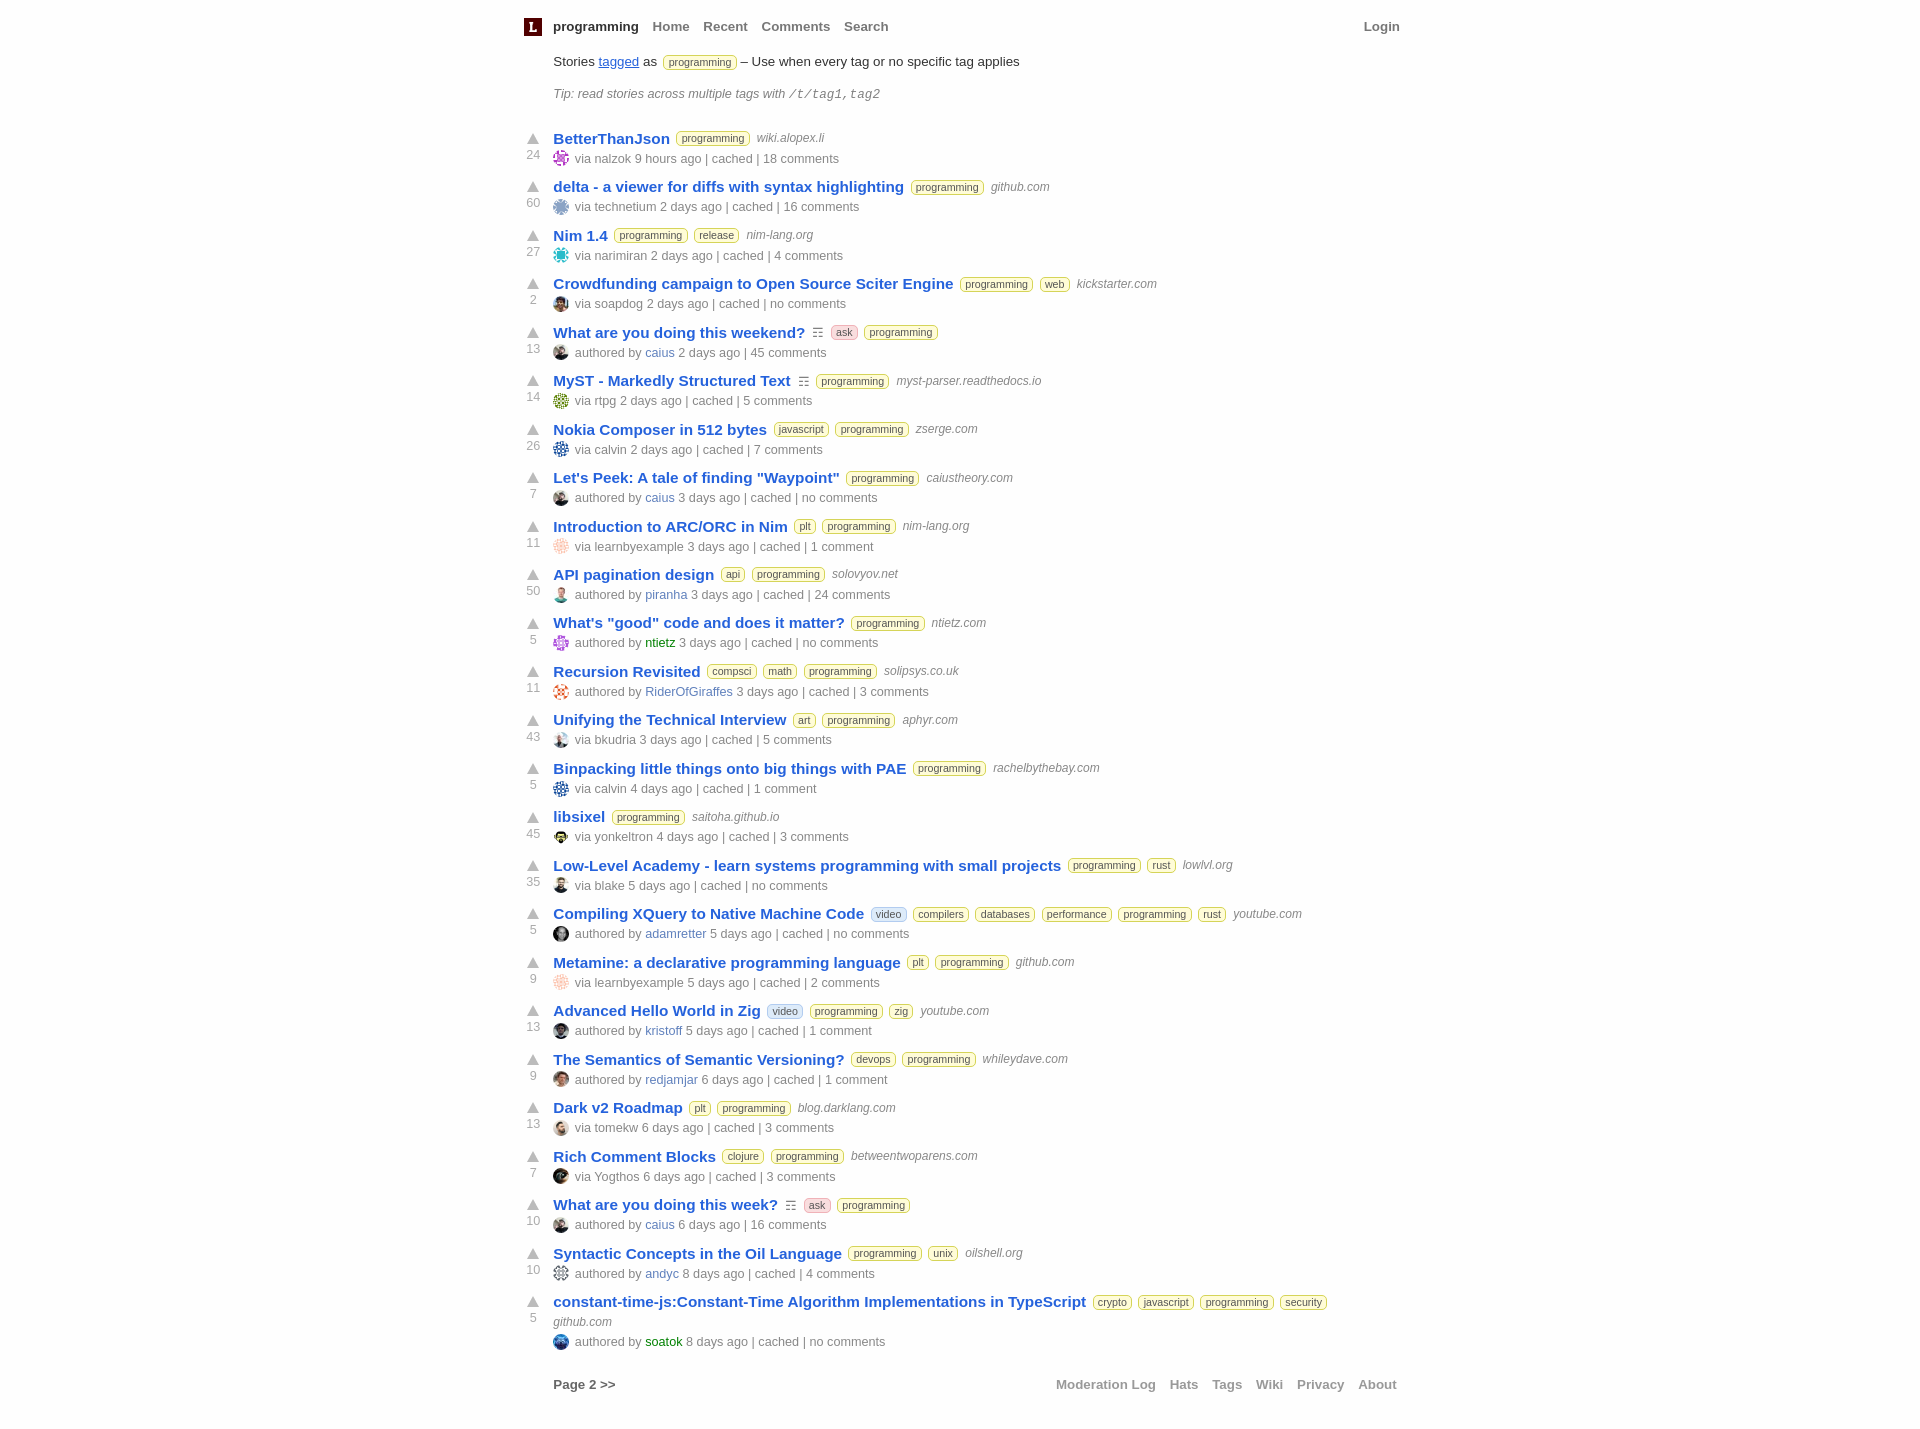 L programming Home Recent Comments Search Login
Stories tagged as programming – Use when every tag or no specific tag applies
Tip: read stories across multiple tags with /t/tag1,tag2
BetterThanJson programming wiki.alopex.li
24 via nalzok 9 hours ago | cached | 18 comments
delta - a viewer for diffs with syntax highlighting programming github.com
60 via technetium 2 days ago | cached | 16 comments
Nim 1.4 programming release nim-lang.org
27 via narimiran 2 days ago | cached | 4 comments
Crowdfunding campaign to Open Source Sciter Engine programming web kickstarter.com
2 via soapdog 2 days ago | cached | no comments
What are you doing this weekend? ☶ ask programming
13 authored by caius 2 days ago | 45 comments
MyST - Markedly Structured Text ☶ programming myst-parser.readthedocs.io
14 via rtpg 2 days ago | cached | 5 comments
Nokia Composer in 512 bytes javascript programming zserge.com
26 via calvin 2 days ago | cached | 7 comments
Let's Peek: A tale of finding "Waypoint" programming caiustheory.com
7 authored by caius 3 days ago | cached | no comments
Introduction to ARC/ORC in Nim plt programming nim-lang.org
11 via learnbyexample 3 days ago | cached | 1 comment
API pagination design api programming solovyov.net
50 authored by piranha 3 days ago | cached | 24 comments
What's "good" code and does it matter? programming ntietz.com
5 authored by ntietz 3 days ago | cached | no comments
Recursion Revisited compsci math programming solipsys.co.uk
11 authored by RiderOfGiraffes 3 days ago | cached | 3 comments
Unifying the Technical Interview art programming aphyr.com
43 via bkudria 3 days ago | cached | 5 comments
Binpacking little things onto big things with PAE programming rachelbythebay.com
5 via calvin 4 days ago | cached | 1 comment
libsixel programming saitoha.github.io
45 via yonkeltron 4 days ago | cached | 3 comments
Low-Level Academy - learn systems programming with small projects programming rust lowlvl.org
35 via blake 5 days ago | cached | no comments
Compiling XQuery to Native Machine Code video compilers databases performance programming rust youtube.com
5 authored by adamretter 5 days ago | cached | no comments
Metamine: a declarative programming language plt programming github.com
9 via learnbyexample 5 days ago | cached | 2 comments
Advanced Hello World in Zig video programming zig youtube.com
13 authored by kristoff 5 days ago | cached | 1 comment
The Semantics of Semantic Versioning? devops programming whileydave.com
9 authored by redjamjar 6 days ago | cached | 1 comment
Dark v2 Roadmap plt programming blog.darklang.com
13 via tomekw 6 days ago | cached | 3 comments
Rich Comment Blocks clojure programming betweentwoparens.com
7 via Yogthos 6 days ago | cached | 3 comments
What are you doing this week? ☶ ask programming
10 authored by caius 6 days ago | 16 comments
Syntactic Concepts in the Oil Language programming unix oilshell.org
10 authored by andyc 8 days ago | cached | 4 comments
constant-time-js:Constant-Time Algorithm Implementations in TypeScript crypto javascript programming security
5 github.com
authored by soatok 8 days ago | cached | no comments
Page 2 >> Moderation Log Hats Tags Wiki Privacy About